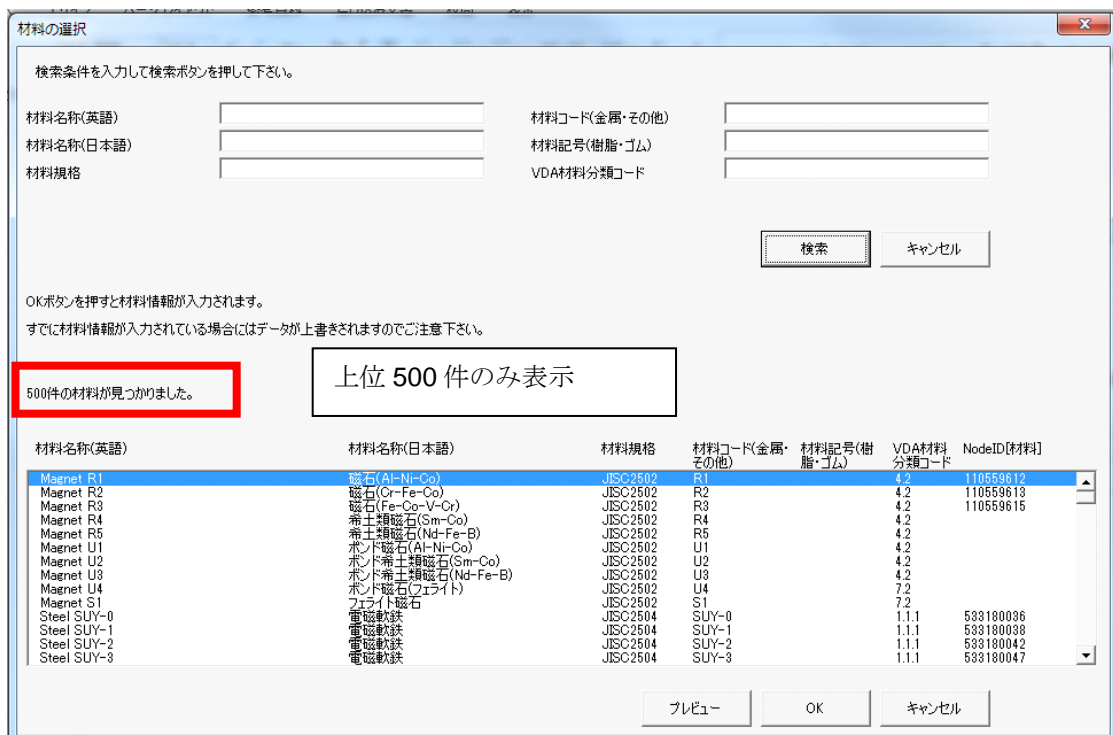 材料の選択
検索条件を入力して検索ボタンを押して下さい。
材料名称(英語) 材料コード(金属・その他)
材料名称(日本語) 材料記号(樹脂・ゴム)
材料規格 VDA材料分類コード
検索 キャンセル
OKボタンを押すと材料情報が入力されます。
すでに材料情報が入力されている場合にはデータが上書きされますのでご注意下さい。
上位 500 件のみ表示
500件の材料が見つかりました。
材料名称(英語) 材料名称(日本語) 材料規格 材料コード(金属・その他) 材料記号(樹脂・ゴム) VDA材料分類コード NodeID[材料]
Magnet R1 磁石(Al-Ni-Co) JISC2502 R1 4.2 110559612
Magnet R2 磁石(Cr-Fe-Co) JISC2502 R2 4.2 110559613
Magnet R3 磁石(Fe-Co-V-Cr) JISC2502 R3 4.2 110559615
Magnet R4 希土類磁石(Sm-Co) JISC2502 R4 4.2
Magnet R5 希土類磁石(Nd-Fe-B) JISC2502 R5 4.2
Magnet U1 ボンド磁石(Al-Ni-Co) JISC2502 U1 4.2
Magnet U2 ボンド希土類磁石(Sm-Co) JISC2502 U2 4.2
Magnet U3 ボンド希土類磁石(Nd-Fe-B) JISC2502 U3 4.2
Magnet U4 ボンド磁石(フェライト) JISC2502 U4 7.2
Magnet S1 フェライト磁石 JISC2502 S1 7.2
Steel SUY-0 電磁軟鉄 JISC2504 SUY-0 1.1.1 533180036
Steel SUY-1 電磁軟鉄 JISC2504 SUY-1 1.1.1 533180038
Steel SUY-2 電磁軟鉄 JISC2504 SUY-2 1.1.1 533180042
Steel SUY-3 電磁軟鉄 JISC2504 SUY-3 1.1.1 533180047
プレビュー OK キャンセル